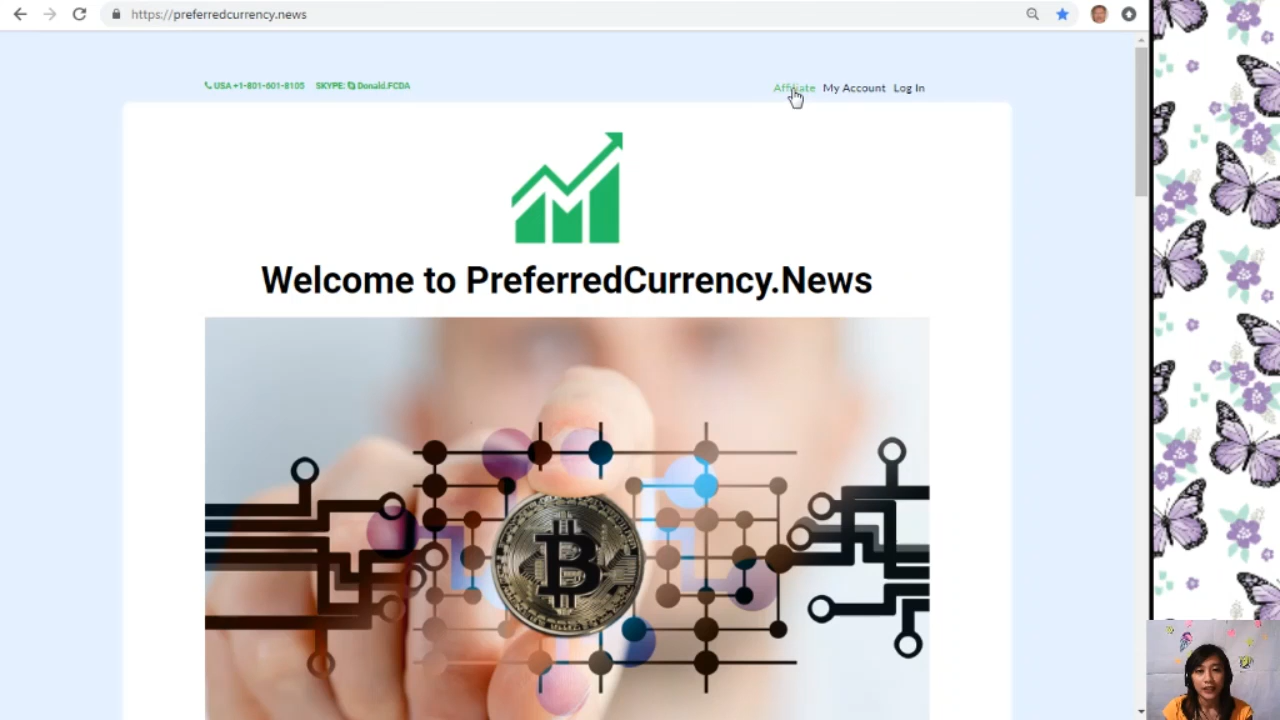 https://preferredcurrency.news
USA +1-801-601-8105 SKYPE: Donald.FCDA
Affiliate My Account Log In
Welcome to PreferredCurrency.News